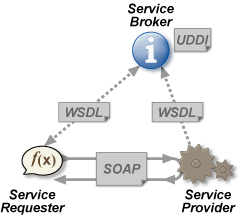 Service
Broker
UDDI
i
WSDL
WSDL
f(x)
SOAP
Service
Requester
Service
Provider